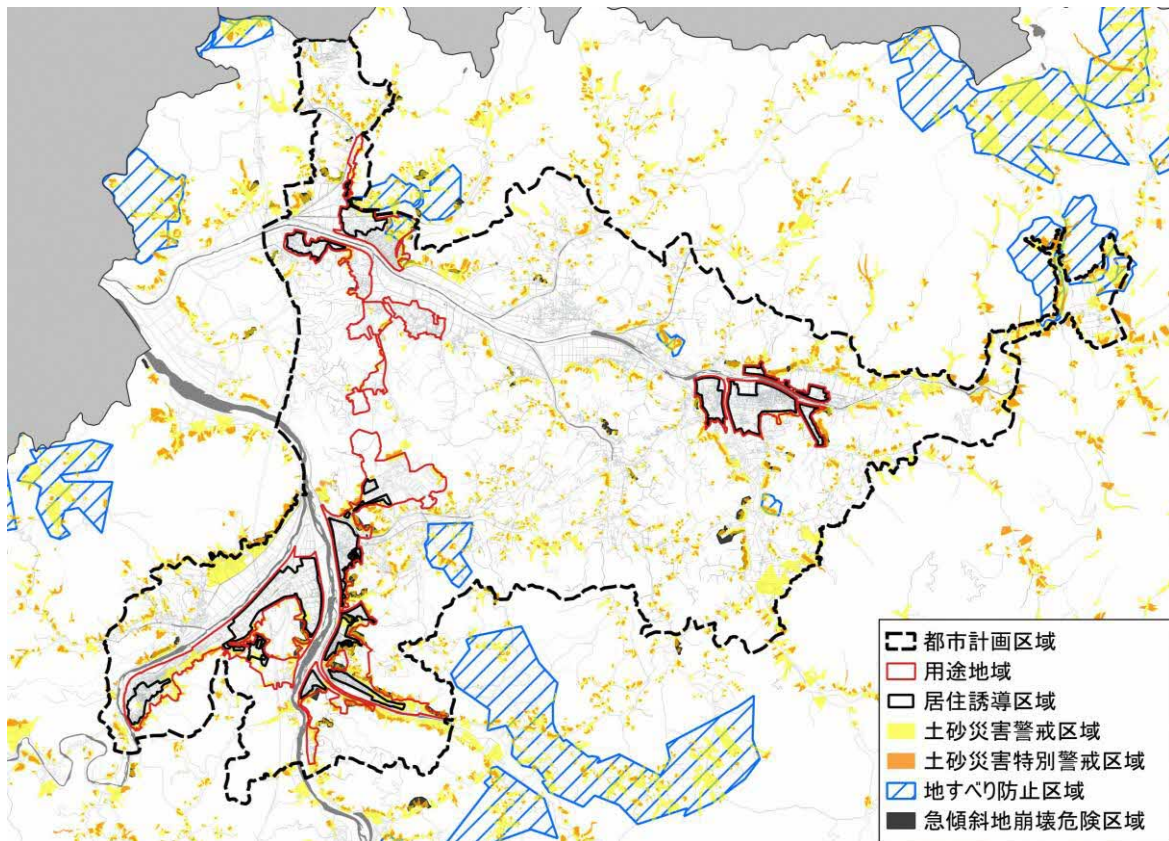 都市計画区域
用途地域
居住誘導区域
土砂災害警戒区域
土砂災害特別警戒区域
地すべり防止区域
急傾斜地崩壊危険区域